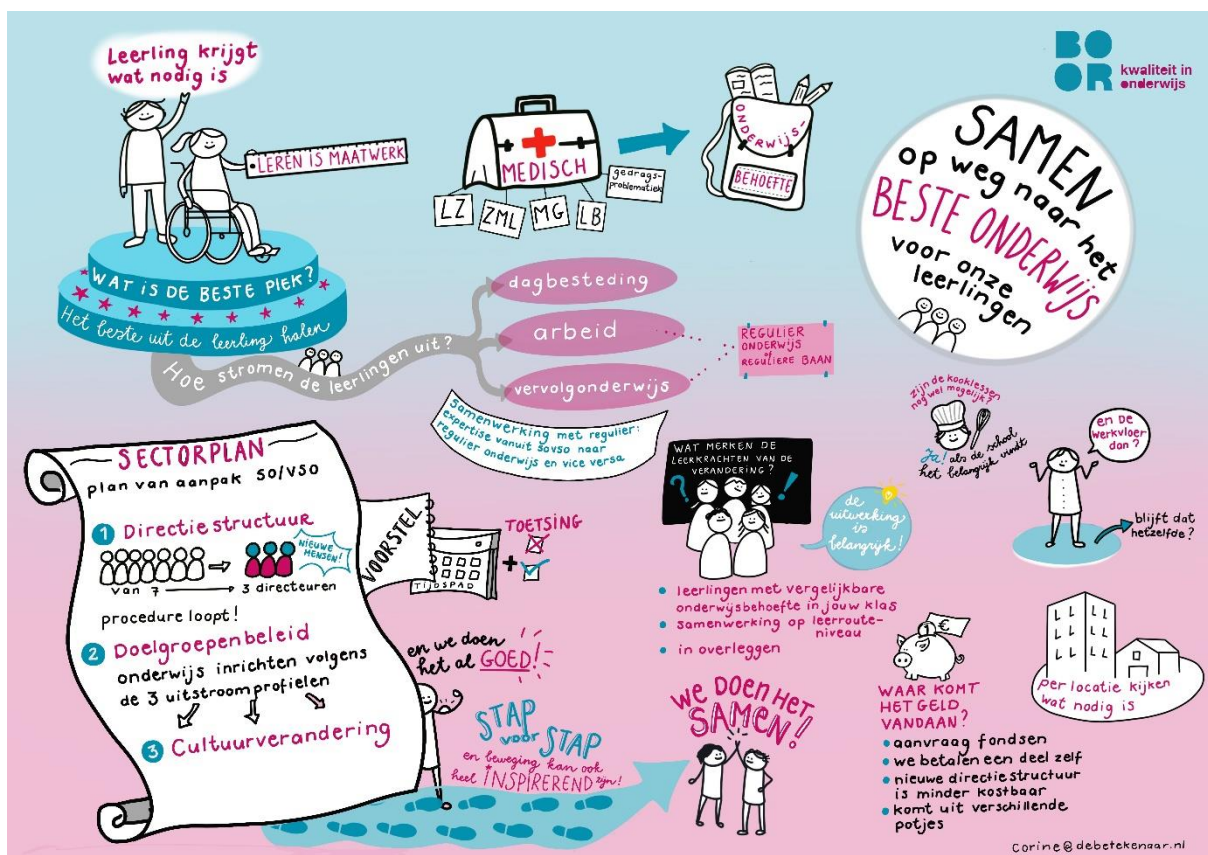 Leerling krijgt
wat nodig is
LEREN IS MAATWERK
WAT IS DE BESTE PLEK?
Het beste uit de leerling halen
MEDISCH
LZ
ZML
MG
LB
gedrags-
problematiek
ONDERWIJS-
BEHOEFTE
BOOR
kwaliteit in
onderwijs
SAMEN
op weg naar het
BESTE ONDERWIJS
voor onze
leerlingen
Hoe stromen de leerlingen uit?
dagbesteding
arbeid
vervolgonderwijs
REGULIER
ONDERWIJS
of
REGULIERE BAAN
samenwerking met regulier:
expertise vanuit SOVSO naar
regulier onderwijs en vice versa
SECTORPLAN
plan van aanpak SO/VSO
1 Directiestructuur
NIEUWE
MENSEN!
van 7 3 directeuren
procedure loopt!
2 Doelgroepenbeleid
onderwijs inrichten volgens
de 3 uitstroomprofielen
3 Cultuurverandering
VOORSTEL
TIJDSPAD
+
TOETSING
en we doen
het al GOED!
STAP
voor STAP
en beweging kan ook
heel INSPIREREND zijn!
WAT MERKEN DE
LEERKRACHTEN VAN DE
VERANDERING?
? !
de
uitwerking
is
belangrijk!
• leerlingen met vergelijkbare
onderwijsbehoefte in jouw klas
• samenwerking op leerroute-
niveau
• in overleggen
WE DOEN HET
SAMEN!
zijn de kooklessen
nog wel mogelijk?
Ja! als de school
het belangrijk vindt
en de
werkvloer
dan?
blijft dat
hetzelfde?
1 €
WAAR KOMT
HET GELD
VANDAAN?
• aanvraag fondsen
• we betalen een deel zelf
• nieuwe directiestructuur
is minder kostbaar
• komt uit verschillende
potjes
per locatie kijken
wat nodig is
Corine@debetekenaar.nl